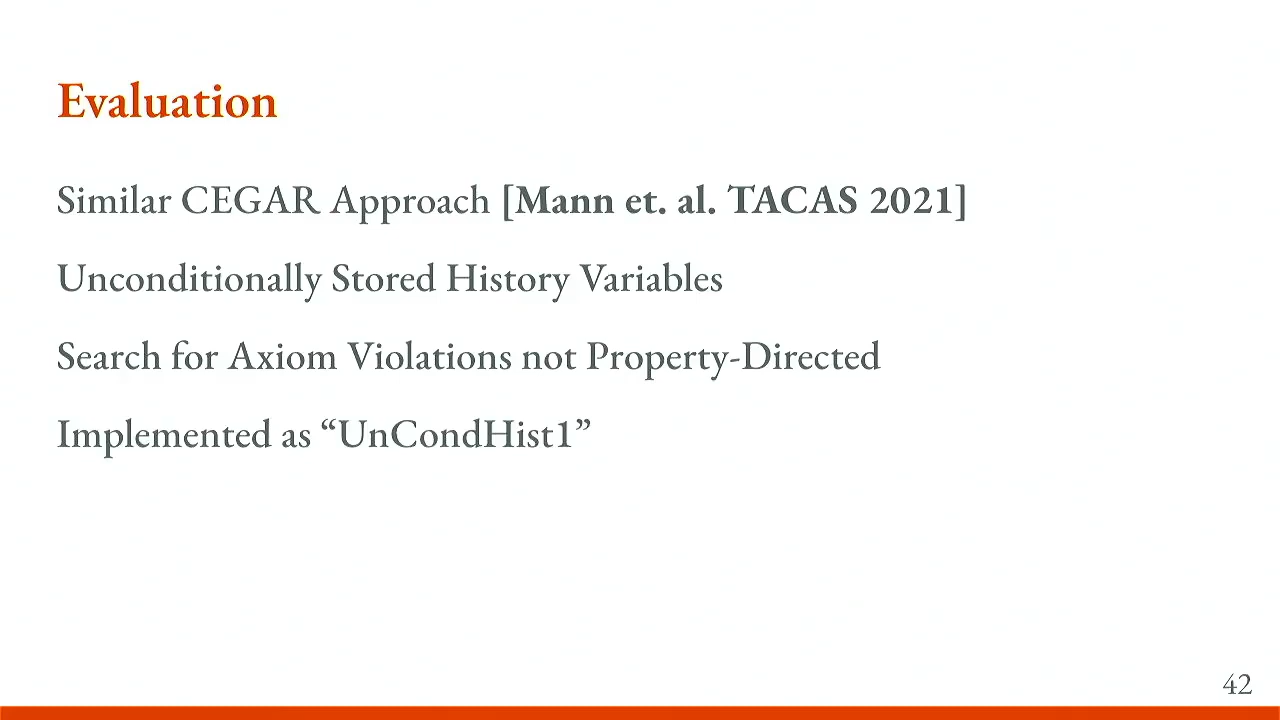 Evaluation
Similar CEGAR Approach [Mann et. al. TACAS 2021]
Unconditionally Stored History Variables
Search for Axiom Violations not Property-Directed
Implemented as “UnCondHist1”
42